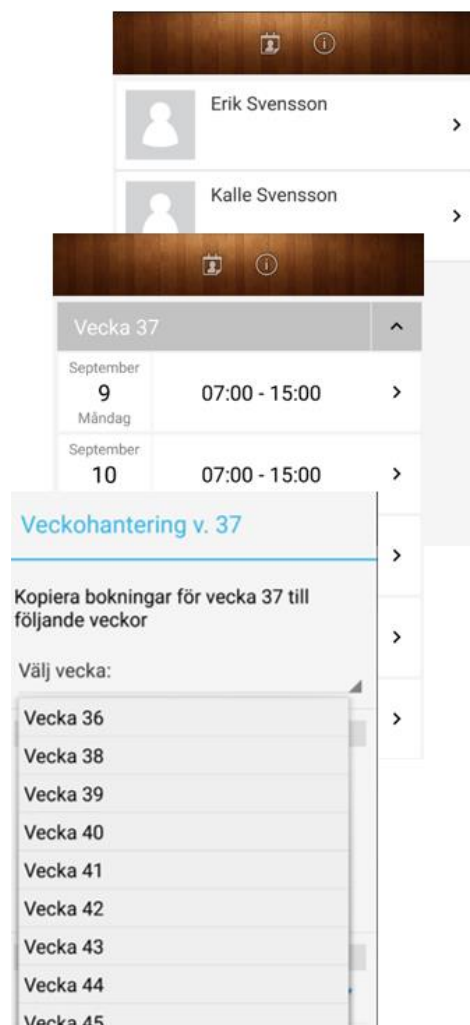 Erik Svensson
Kalle Svensson
Vecka 37
September
9
Måndag
07:00 - 15:00
September
10
07:00 - 15:00
Veckohantering v. 37
Kopiera bokningar för vecka 37 till
följande veckor
Välj vecka:
Vecka 36
Vecka 38
Vecka 39
Vecka 40
Vecka 41
Vecka 42
Vecka 43
Vecka 44
Vecka 45